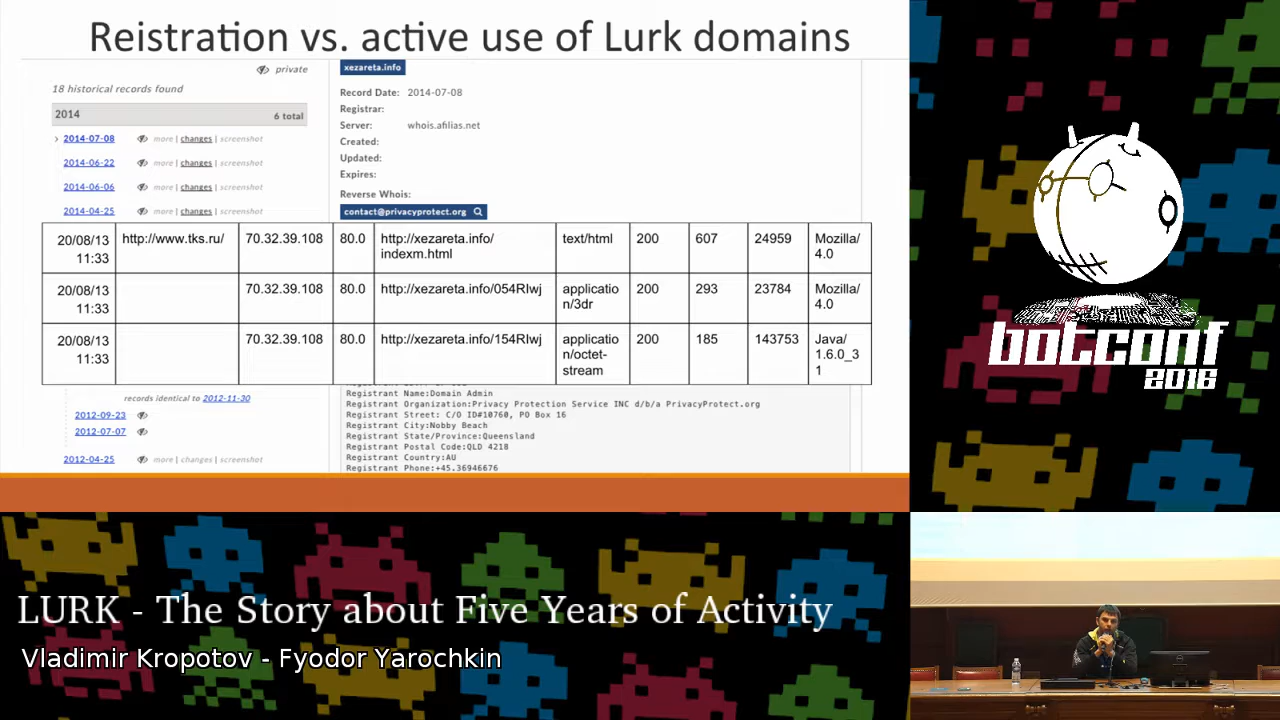 Reistration vs. active use of Lurk domains
private
18 historical records found
2014 6 total
2014-07-08 more | changes | screenshot
2014-06-22 more | changes | screenshot
2014-06-06 more | changes | screenshot
2014-04-25 more | changes | screenshot
xezareta.info
Record Date: 2014-07-08
Registrar:
Server: whois.afilias.net
Created:
Updated:
Expires:
Reverse Whois:
contact@privacyprotect.org
20/08/13 11:33 http://www.tks.ru/ 70.32.39.108 80.0 http://xezareta.info/indexm.html text/html 200 607 24959 Mozilla/4.0
20/08/13 11:33 70.32.39.108 80.0 http://xezareta.info/054RIwj application/3dr 200 293 23784 Mozilla/4.0
20/08/13 11:33 70.32.39.108 80.0 http://xezareta.info/154RIwj application/octet-stream 200 185 143753 Java/1.6.0_31
records identical to 2012-11-30
2012-09-23
2012-07-07
2012-04-25 more | changes | screenshot
Registrant Name:Domain Admin
Registrant Organization:Privacy Protection Service INC d/b/a PrivacyProtect.org
Registrant Street: C/O ID#10760, PO Box 16
Registrant City:Nobby Beach
Registrant State/Province:Queensland
Registrant Postal Code:QLD 4218
Registrant Country:AU
Registrant Phone:+45.36946676
botconf
2016
LURK - The Story about Five Years of Activity
Vladimir Kropotov - Fyodor Yarochkin